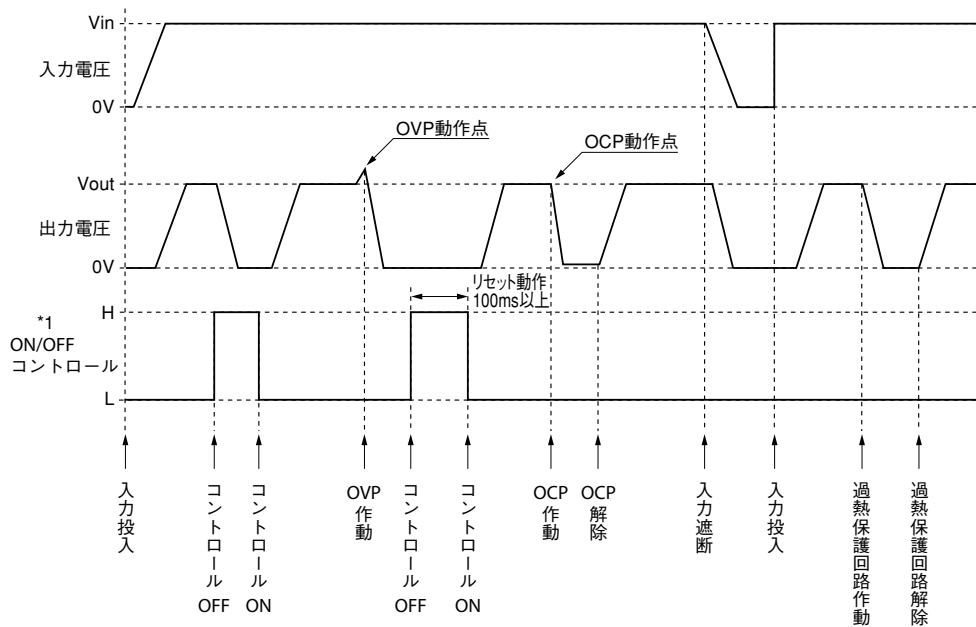 Vin
入力電圧
0V
OVP動作点
OCP動作点
Vout
出力電圧
0V
リセット動作
100ms以上
H
*1
ON/OFF
コントロール
L
入力投入
コントロール OFF
コントロール ON
OVP作動
コントロール OFF
コントロール ON
OCP作動
OCP解除
入力遮断
入力投入
過熱保護回路作動
過熱保護回路解除